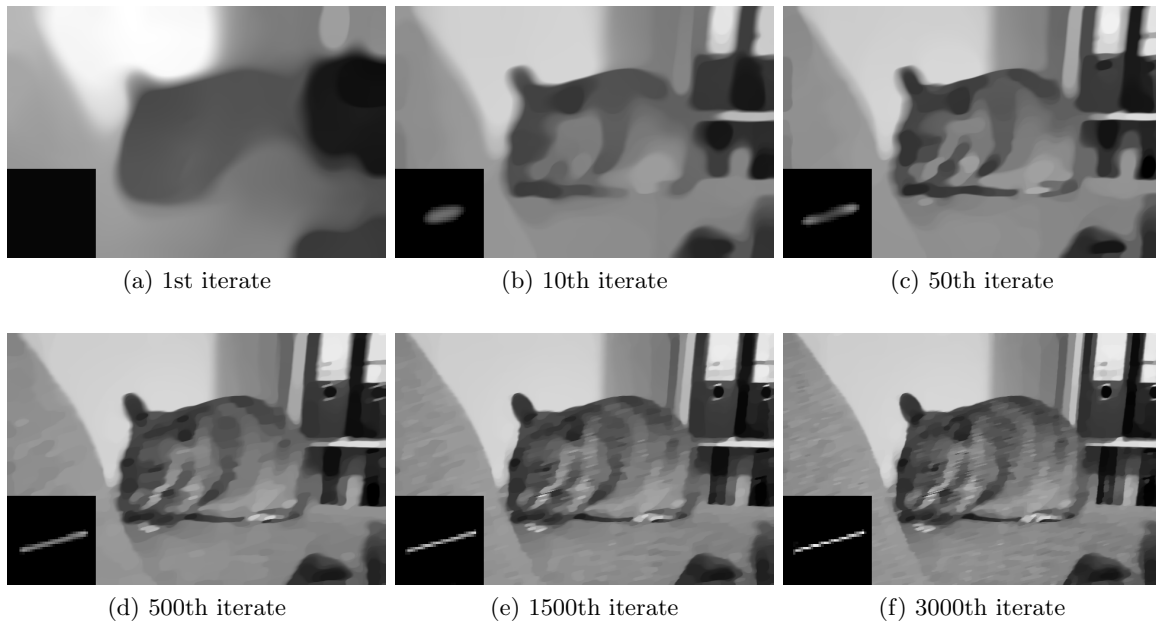 (a) 1st iterate
(b) 10th iterate
(c) 50th iterate
(d) 500th iterate
(e) 1500th iterate
(f) 3000th iterate